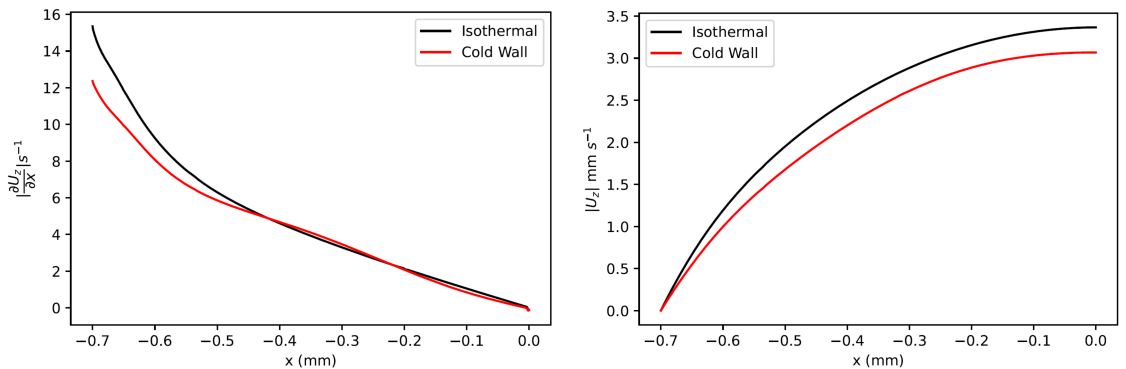 16
14
12
10
8
6
4
2
0
|∂U_z/∂x|s⁻¹
Isothermal
Cold Wall
−0.7 −0.6 −0.5 −0.4 −0.3 −0.2 −0.1 0.0
x (mm)
3.5
3.0
2.5
2.0
1.5
1.0
0.5
0.0
|U_z| mm s⁻¹
Isothermal
Cold Wall
−0.7 −0.6 −0.5 −0.4 −0.3 −0.2 −0.1 0.0
x (mm)